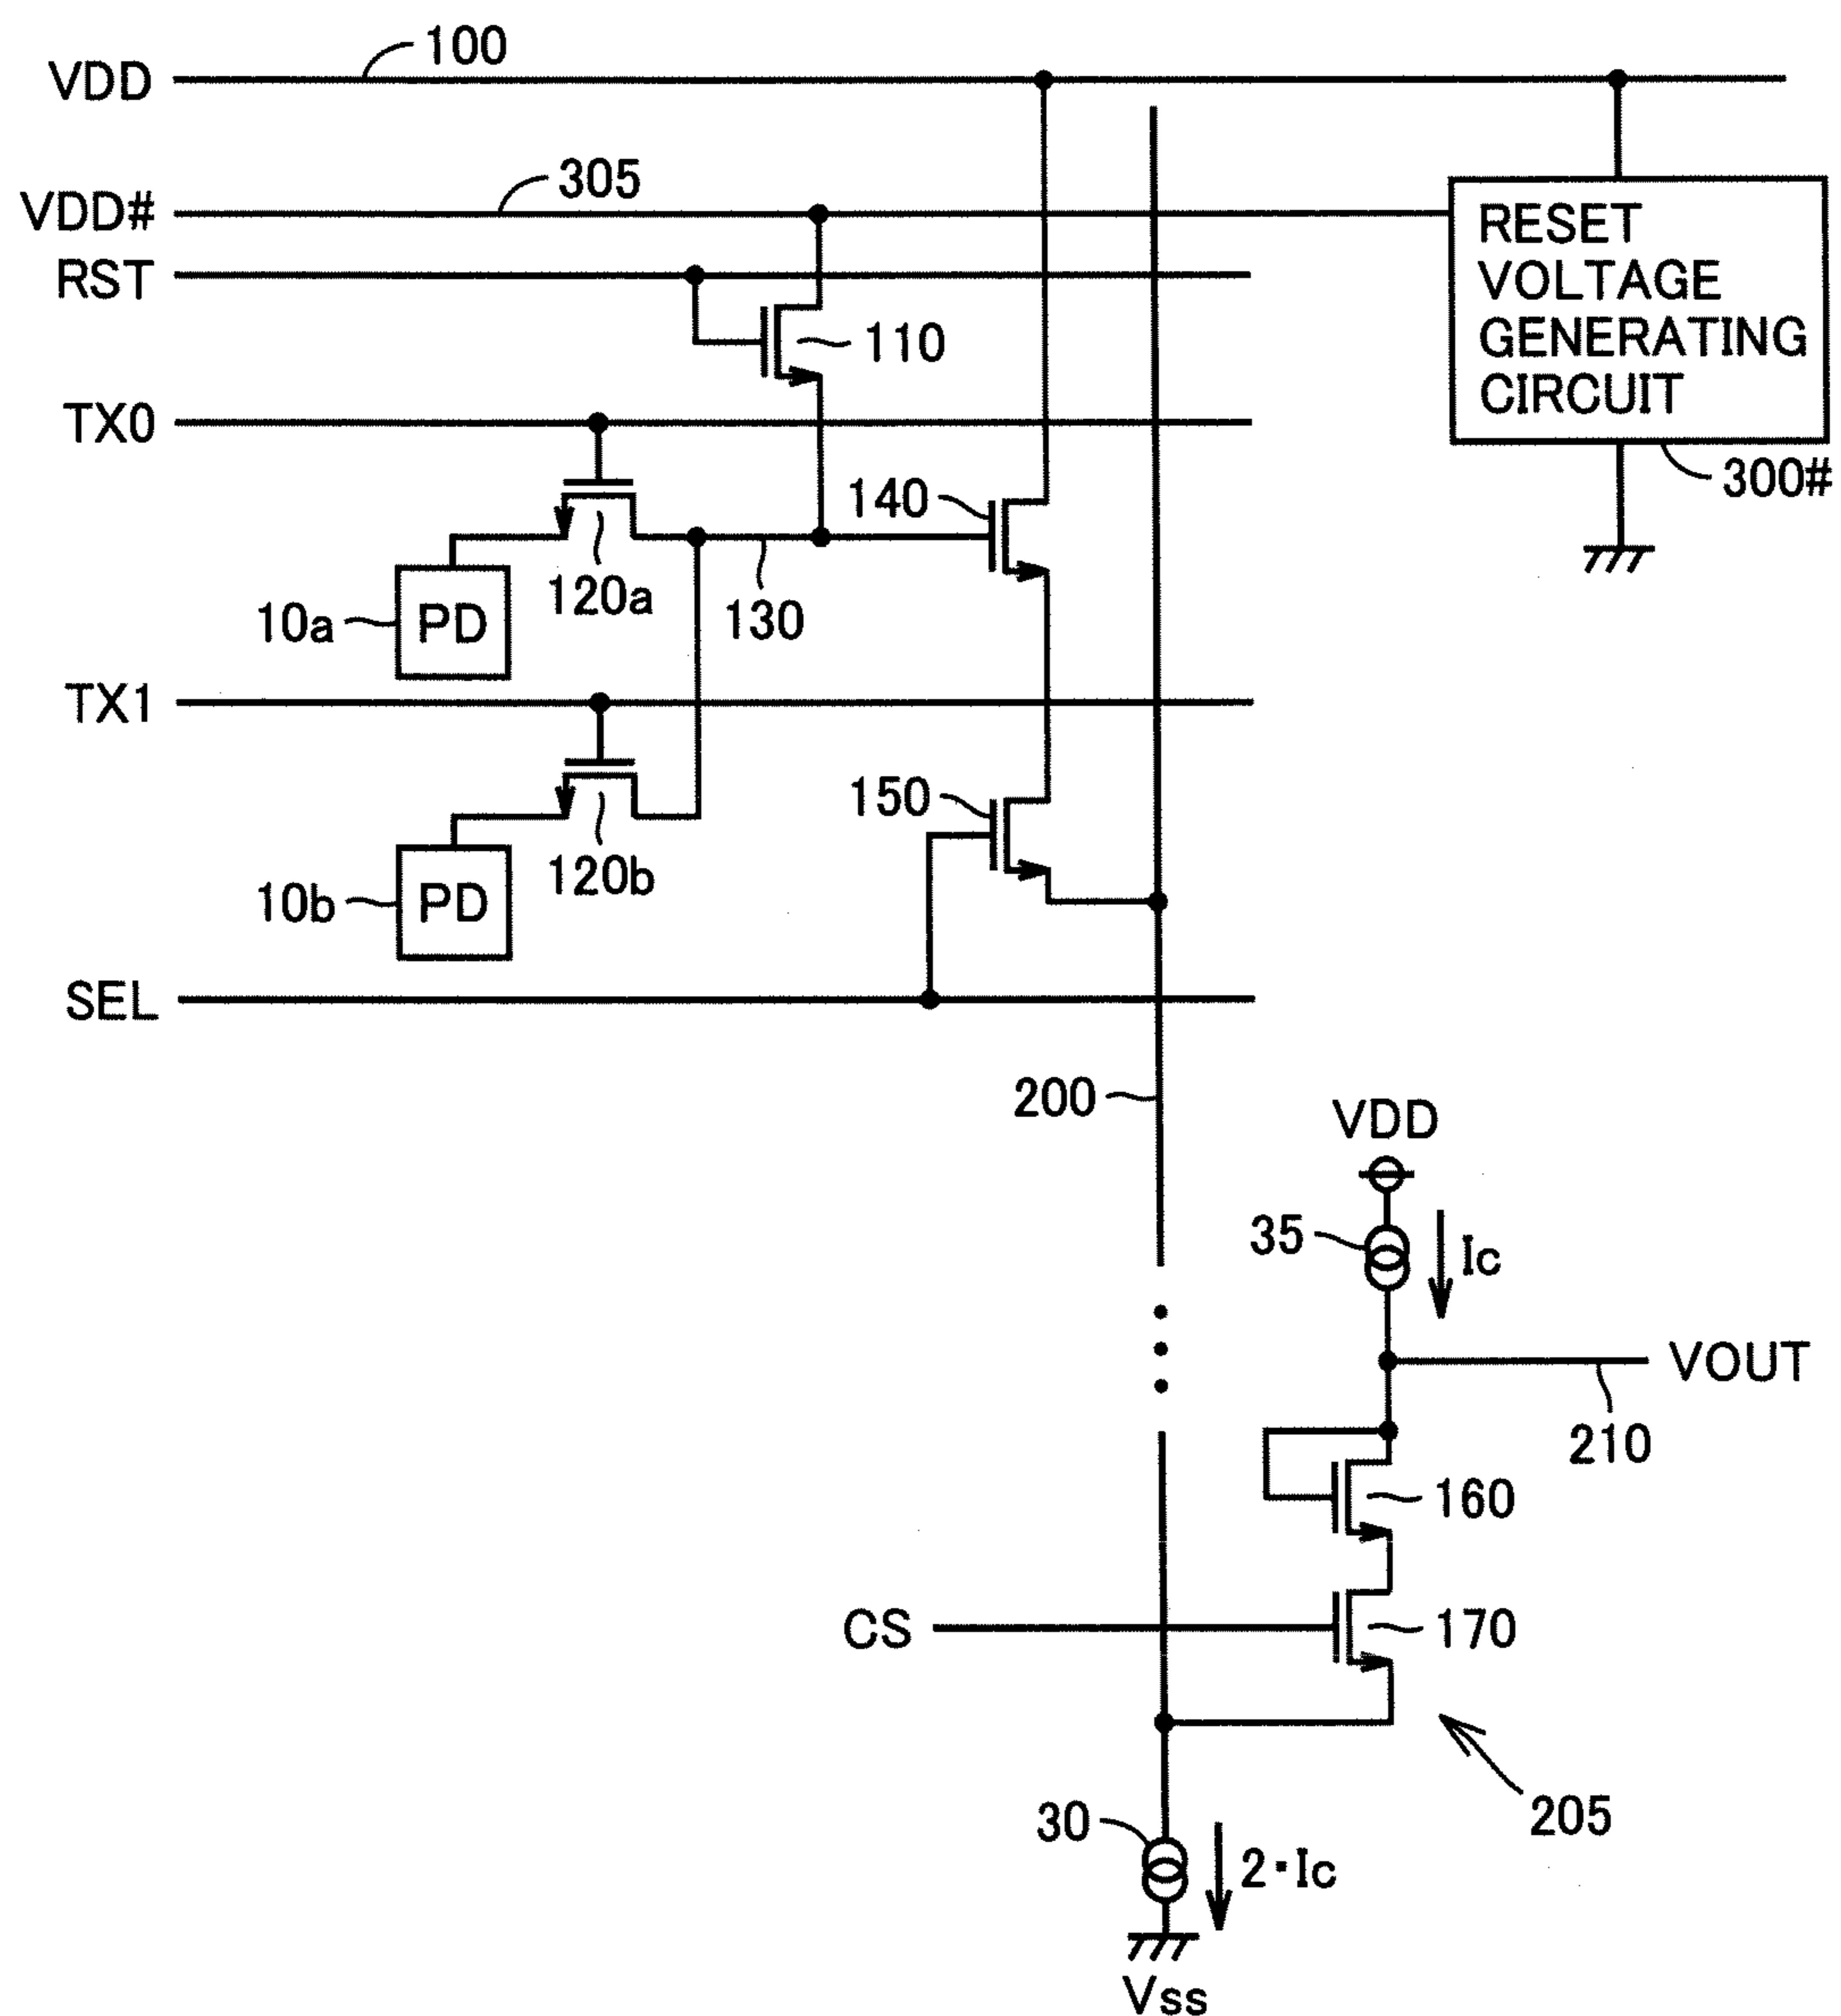 100
VDD
305
VDD#
RESET
VOLTAGE
GENERATING
CIRCUIT
RST
110
TX0
300#
140
120a
10a
PD
130
TX1
150
120b
10b
PD
SEL
200
VDD
35
Ic
VOUT
210
160
CS
170
205
30
2·Ic
Vss